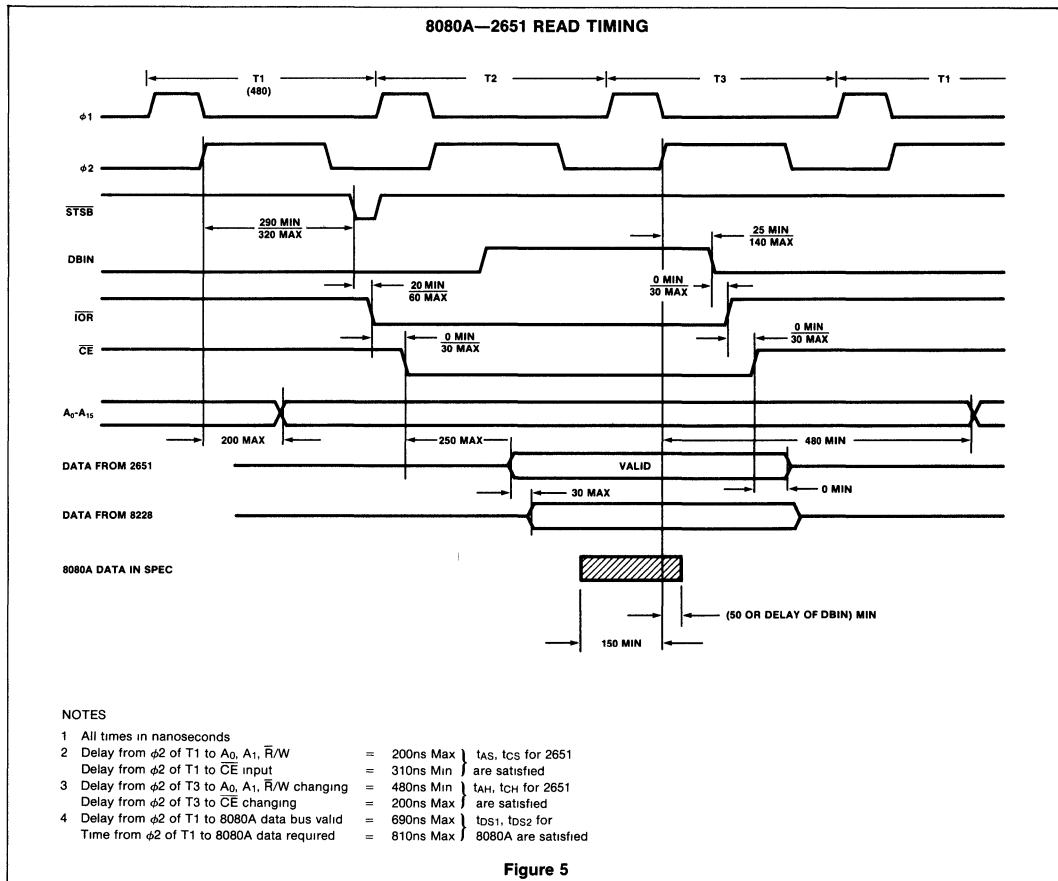 8080A—2651 READ TIMING
T1
(480)
T2
T3
T1
φ1
φ2
STSB
290 MIN
320 MAX
25 MIN
140 MAX
DBIN
20 MIN
60 MAX
0 MIN
30 MAX
IOR
0 MIN
30 MAX
0 MIN
30 MAX
CE
A₀-A₁₅
200 MAX
250 MAX
480 MIN
DATA FROM 2651
VALID
0 MIN
30 MAX
DATA FROM 8228
8080A DATA IN SPEC
(50 OR DELAY OF DBIN) MIN
150 MIN
NOTES
1 All times in nanoseconds
2 Delay from φ2 of T1 to A₀, A₁, R̅/W = 200ns Max } tAS, tCS for 2651
Delay from φ2 of T1 to C̅E̅ input = 310ns Min } are satisfied
3 Delay from φ2 of T3 to A₀, A₁, R̅/W changing = 480ns Min } tAH, tCH for 2651
Delay from φ2 of T3 to C̅E̅ changing = 200ns Max } are satisfied
4 Delay from φ2 of T1 to 8080A data bus valid = 690ns Max } tDS1, tDS2 for
Time from φ2 of T1 to 8080A data required = 810ns Max } 8080A are satisfied
Figure 5